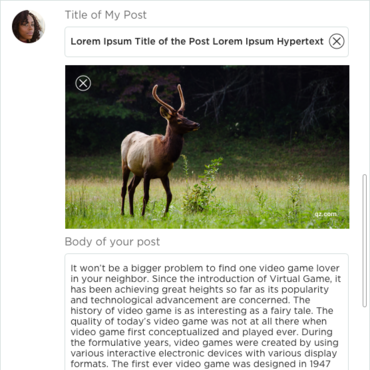 Title of My Post
Lorem Ipsum Title of the Post Lorem Ipsum Hypertext
qz.com
Body of your post
It won't be a bigger problem to find one video game lover
in your neighbor. Since the introduction of Virtual Game, it
has been achieving great heights so far as its popularity
and technological advancement are concerned. The
history of video game is as interesting as a fairy tale. The
quality of today's video game was not at all there when
video game first conceptualized and played ever. During
the formulative years, video games were created by using
various interactive electronic devices with various display
formats. The first ever video game was designed in 1947